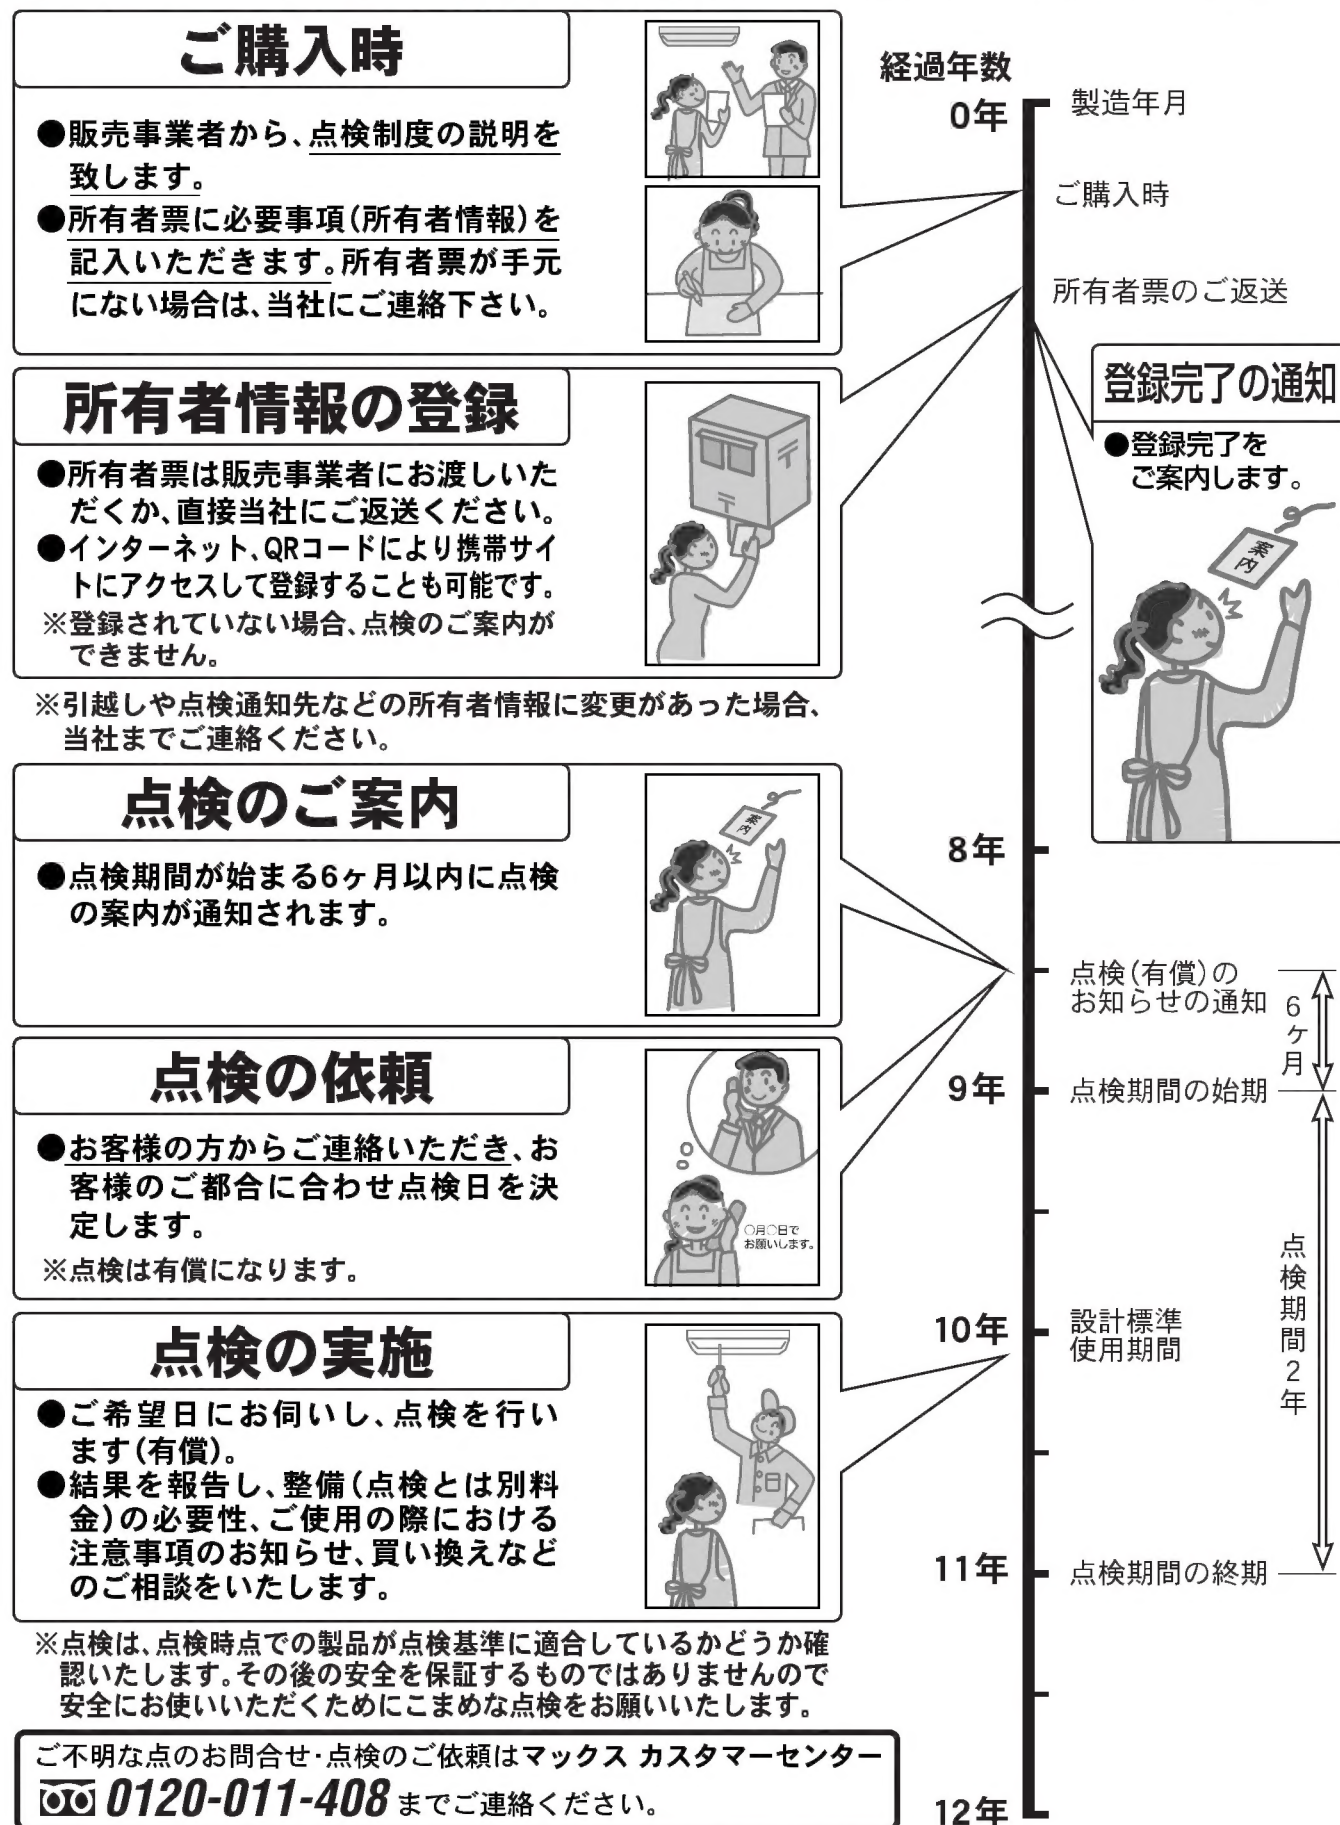 ご購入時
●販売事業者から、点検制度の説明を
致します。
●所有者票に必要事項(所有者情報)を
記入いただきます。所有者票が手元
にない場合は、当社にご連絡下さい。
所有者情報の登録
●所有者票は販売事業者にお渡しいた
だくか、直接当社にご返送ください。
●インターネット、QRコードにより携帯サイ
トにアクセスして登録することも可能です。
※登録されていない場合、点検のご案内が
できません。
※引越しや点検通知先などの所有者情報に変更があった場合、
当社までご連絡ください。
点検のご案内
●点検期間が始まる6ヶ月以内に点検
の案内が通知されます。
案内
点検の依頼
●お客様の方からご連絡いただき、お
客様のご都合に合わせ点検日を決
定します。
※点検は有償になります。
○月○日で
お願いします。
点検の実施
●ご希望日にお伺いし、点検を行い
ます(有償)。
●結果を報告し、整備(点検とは別料
金)の必要性、ご使用の際における
注意事項のお知らせ、買い換えなど
のご相談をいたします。
※点検は、点検時点での製品が点検基準に適合しているかどうか確
認いたします。その後の安全を保証するものではありませんので
安全にお使いいただくためにこまめな点検をお願いいたします。
ご不明な点のお問合せ・点検のご依頼はマックス カスタマーセンター
0120-011-408 までご連絡ください。
経過年数
0年 製造年月
ご購入時
所有者票のご返送
登録完了の通知
●登録完了を
ご案内します。
案内
8年
点検(有償)の
お知らせの通知
6ヶ月
9年 点検期間の始期
10年 設計標準
使用期間
点検期間2年
11年 点検期間の終期
12年